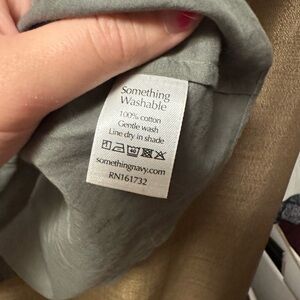 Something
Washable
100% cotton
Gentle wash
Line dry in shade
somethingnavy.com
RN161732